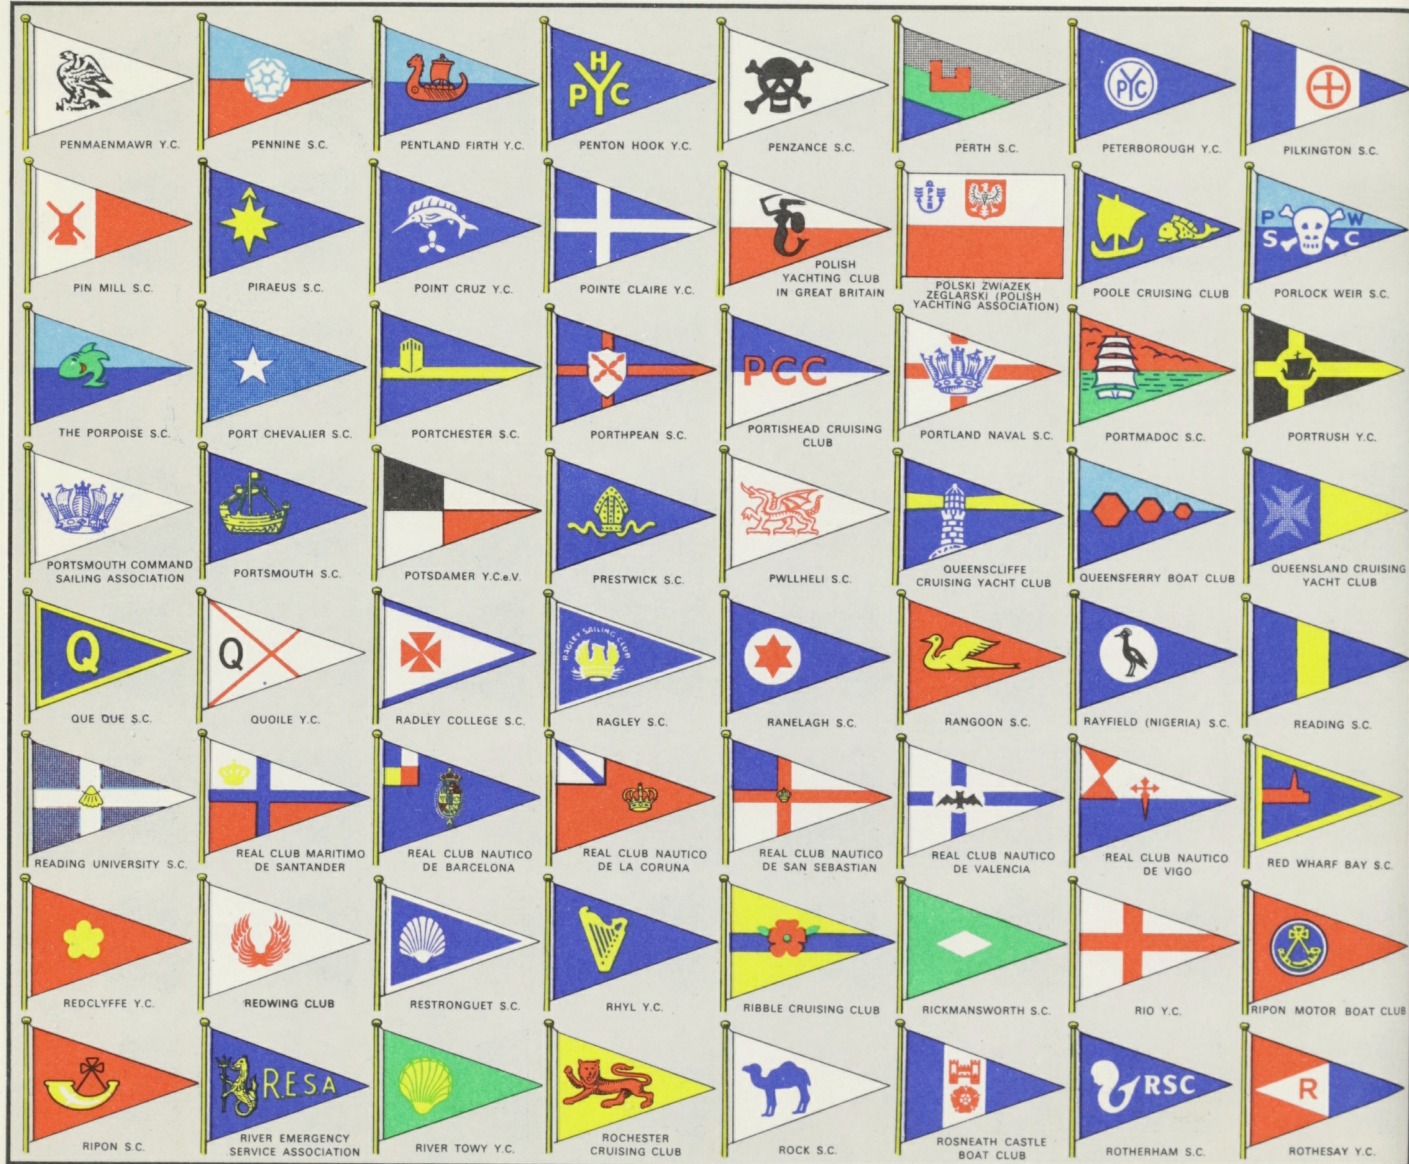 H
P Y C
PYC
PENMAENMAWR Y.C.
PENNINE S.C.
PENTLAND FIRTH Y.C.
PENTON HOOK Y.C.
PENZANCE S.C.
PERTH S.C.
PETERBOROUGH Y.C.
PILKINGTON S.C.
P W
S C
PIN MILL S.C.
PIRAEUS S.C.
POINT CRUZ Y.C.
POINTE CLAIRE Y.C.
POLISH
YACHTING CLUB
IN GREAT BRITAIN
POLSKI ZWIAZEK
ZEGLARSKI (POLISH
YACHTING ASSOCIATION)
POOLE CRUISING CLUB
PORLOCK WEIR S.C.
PCC
THE PORPOISE S.C.
PORT CHEVALIER S.C.
PORTCHESTER S.C.
PORTHPEAN S.C.
PORTISHEAD CRUISING
CLUB
PORTLAND NAVAL S.C.
PORTMADOC S.C.
PORTRUSH Y.C.
PORTSMOUTH COMMAND
SAILING ASSOCIATION
PORTSMOUTH S.C.
POTSDAMER Y.C.e.V.
PRESTWICK S.C.
PWLLHELI S.C.
QUEENSCLIFFE
CRUISING YACHT CLUB
QUEENSFERRY BOAT CLUB
QUEENSLAND CRUISING
YACHT CLUB
Q
Q
RAGLEY SAILING CLUB
QUE QUE S.C.
QUOILE Y.C.
RADLEY COLLEGE S.C.
RAGLEY S.C.
RANELAGH S.C.
RANGOON S.C.
RAYFIELD (NIGERIA) S.C.
READING S.C.
READING UNIVERSITY S.C.
REAL CLUB MARITIMO
DE SANTANDER
REAL CLUB NAUTICO
DE BARCELONA
REAL CLUB NAUTICO
DE LA CORUNA
REAL CLUB NAUTICO
DE SAN SEBASTIAN
REAL CLUB NAUTICO
DE VALENCIA
REAL CLUB NAUTICO
DE VIGO
RED WHARF BAY S.C.
REDCLYFFE Y.C.
REDWING CLUB
RESTRONGUET S.C.
RHYL Y.C.
RIBBLE CRUISING CLUB
RICKMANSWORTH S.C.
RIO Y.C.
RIPON MOTOR BOAT CLUB
R.E.S.A
RSC
R
RIPON S.C.
RIVER EMERGENCY
SERVICE ASSOCIATION
RIVER TOWY Y.C.
ROCHESTER
CRUISING CLUB
ROCK S.C.
ROSNEATH CASTLE
BOAT CLUB
ROTHERHAM S.C.
ROTHESAY Y.C.